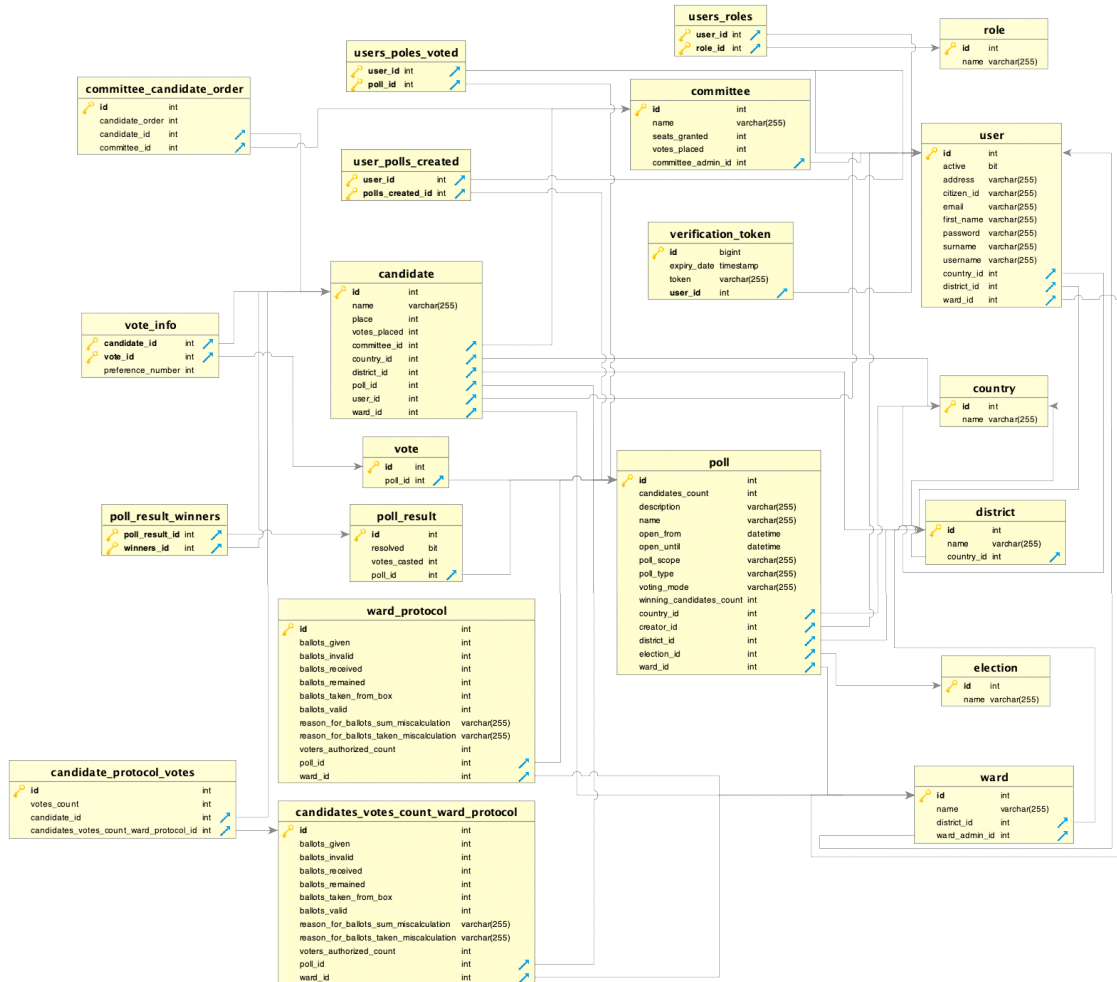 users_roles
user_id int
role_id int
role
id int
name varchar(255)
users_poles_voted
user_id int
poll_id int
committee_candidate_order
id int
candidate_order int
candidate_id int
committee_id int
committee
id int
name varchar(255)
seats_granted int
votes_placed int
committee_admin_id int
user
id int
active bit
address varchar(255)
citizen_id varchar(255)
email varchar(255)
first_name varchar(255)
password varchar(255)
surname varchar(255)
username varchar(255)
country_id int
district_id int
ward_id int
user_polls_created
user_id int
polls_created_id int
verification_token
id bigint
expiry_date timestamp
token varchar(255)
user_id int
candidate
id int
name varchar(255)
place int
votes_placed int
committee_id int
country_id int
district_id int
poll_id int
user_id int
ward_id int
vote_info
candidate_id int
vote_id int
preference_number int
country
id int
name varchar(255)
vote
id int
poll_id int
poll
id int
candidates_count int
description varchar(255)
name varchar(255)
open_from datetime
open_until datetime
poll_scope varchar(255)
poll_type varchar(255)
voting_mode varchar(255)
winning_candidates_count int
country_id int
creator_id int
district_id int
election_id int
ward_id int
poll_result_winners
poll_result_id int
winners_id int
poll_result
id int
resolved bit
votes_casted int
poll_id int
district
id int
name varchar(255)
country_id int
ward_protocol
id int
ballots_given int
ballots_invalid int
ballots_received int
ballots_remained int
ballots_taken_from_box int
ballots_valid int
reason_for_ballots_sum_miscalculation varchar(255)
reason_for_ballots_taken_miscalculation varchar(255)
voters_authorized_count int
poll_id int
ward_id int
election
id int
name varchar(255)
candidate_protocol_votes
id int
votes_count int
candidate_id int
candidates_votes_count_ward_protocol_id int
ward
id int
name varchar(255)
district_id int
ward_admin_id int
candidates_votes_count_ward_protocol
id int
ballots_given int
ballots_invalid int
ballots_received int
ballots_remained int
ballots_taken_from_box int
ballots_valid int
reason_for_ballots_sum_miscalculation varchar(255)
reason_for_ballots_taken_miscalculation varchar(255)
voters_authorized_count int
poll_id int
ward_id int